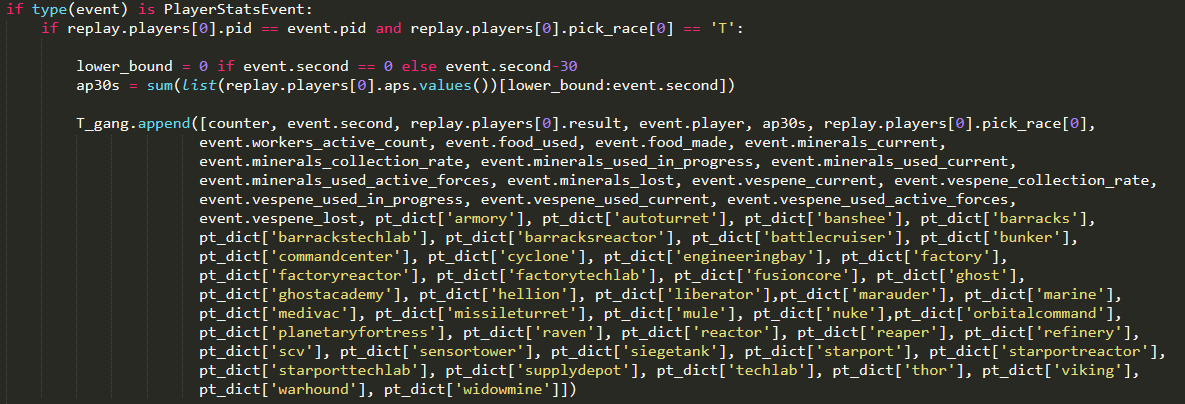 if type(event) is PlayerStatsEvent:
if replay.players[0].pid == event.pid and replay.players[0].pick_race[0] == 'T':
lower_bound = 0 if event.second == 0 else event.second-30
ap30s = sum(list(replay.players[0].aps.values())[lower_bound:event.second])
T_gang.append([counter, event.second, replay.players[0].result, event.player, ap30s, replay.players[0].pick_race[0],
event.workers_active_count, event.food_used, event.food_made, event.minerals_current,
event.minerals_collection_rate, event.minerals_used_in_progress, event.minerals_used_current,
event.minerals_used_active_forces, event.minerals_lost, event.vespene_current, event.vespene_collection_rate,
event.vespene_used_in_progress, event.vespene_used_current, event.vespene_used_active_forces,
event.vespene_lost, pt_dict['armory'], pt_dict['autoturret'], pt_dict['banshee'], pt_dict['barracks'],
pt_dict['barrackstechlab'], pt_dict['barracksreactor'], pt_dict['battlecruiser'], pt_dict['bunker'],
pt_dict['commandcenter'], pt_dict['cyclone'], pt_dict['engineeringbay'], pt_dict['factory'],
pt_dict['factoryreactor'], pt_dict['factorytechlab'], pt_dict['fusioncore'], pt_dict['ghost'],
pt_dict['ghostacademy'], pt_dict['hellion'], pt_dict['liberator'],pt_dict['marauder'], pt_dict['marine'],
pt_dict['medivac'], pt_dict['missileturret'], pt_dict['mule'], pt_dict['nuke'],pt_dict['orbitalcommand'],
pt_dict['planetaryfortress'], pt_dict['raven'], pt_dict['reactor'], pt_dict['reaper'], pt_dict['refinery'],
pt_dict['scv'], pt_dict['sensortower'], pt_dict['siegetank'], pt_dict['starport'], pt_dict['starportreactor'],
pt_dict['starporttechlab'], pt_dict['supplydepot'], pt_dict['techlab'], pt_dict['thor'], pt_dict['viking'],
pt_dict['warhound'], pt_dict['widowmine']])